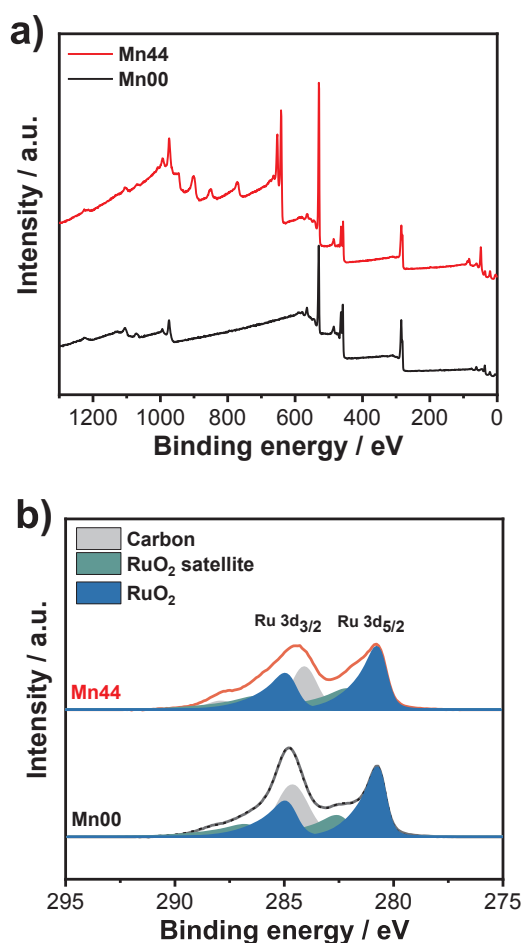 a)
Mn44
Mn00
Intensity / a.u.
1200 1000 800 600 400 200 0
Binding energy / eV
b)
Carbon
RuO2 satellite
RuO2
Ru 3d3/2 Ru 3d5/2
Mn44
Mn00
Intensity / a.u.
295 290 285 280 275
Binding energy / eV